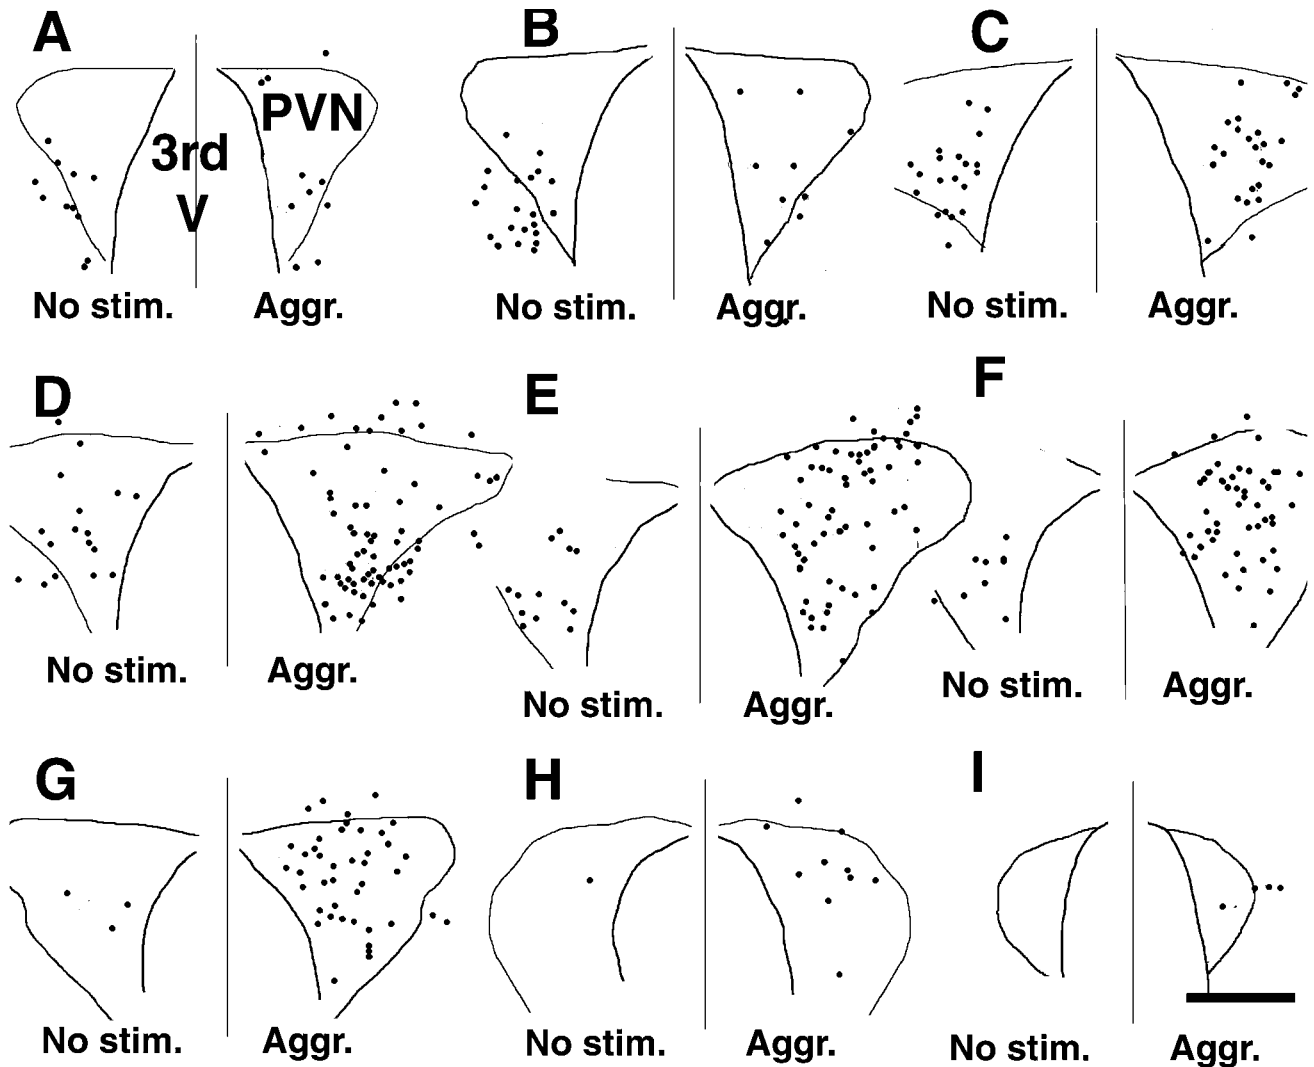 A
B
C
PVN
3rd
V
No stim.
Aggr.
No stim.
Aggr.
No stim.
Aggr.
D
E
F
No stim.
Aggr.
No stim.
Aggr.
No stim.
Aggr.
G
H
I
No stim.
Aggr.
No stim.
Aggr.
No stim.
Aggr.